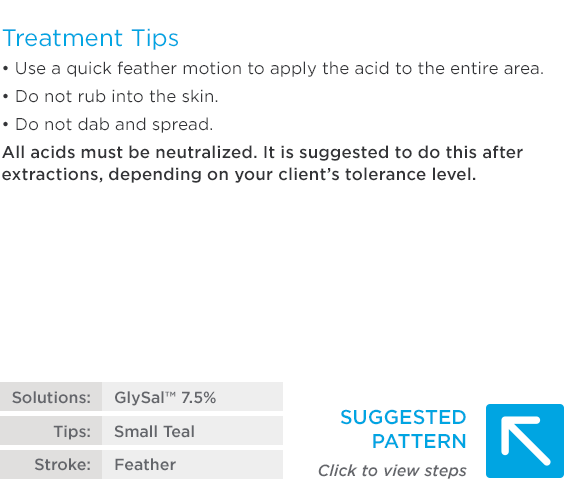 Treatment Tips
• Use a quick feather motion to apply the acid to the entire area.
• Do not rub into the skin.
• Do not dab and spread.
All acids must be neutralized. It is suggested to do this after
extractions, depending on your client’s tolerance level.
Solutions: GlySal™ 7.5%
Tips: Small Teal
Stroke: Feather
SUGGESTED
PATTERN
Click to view steps